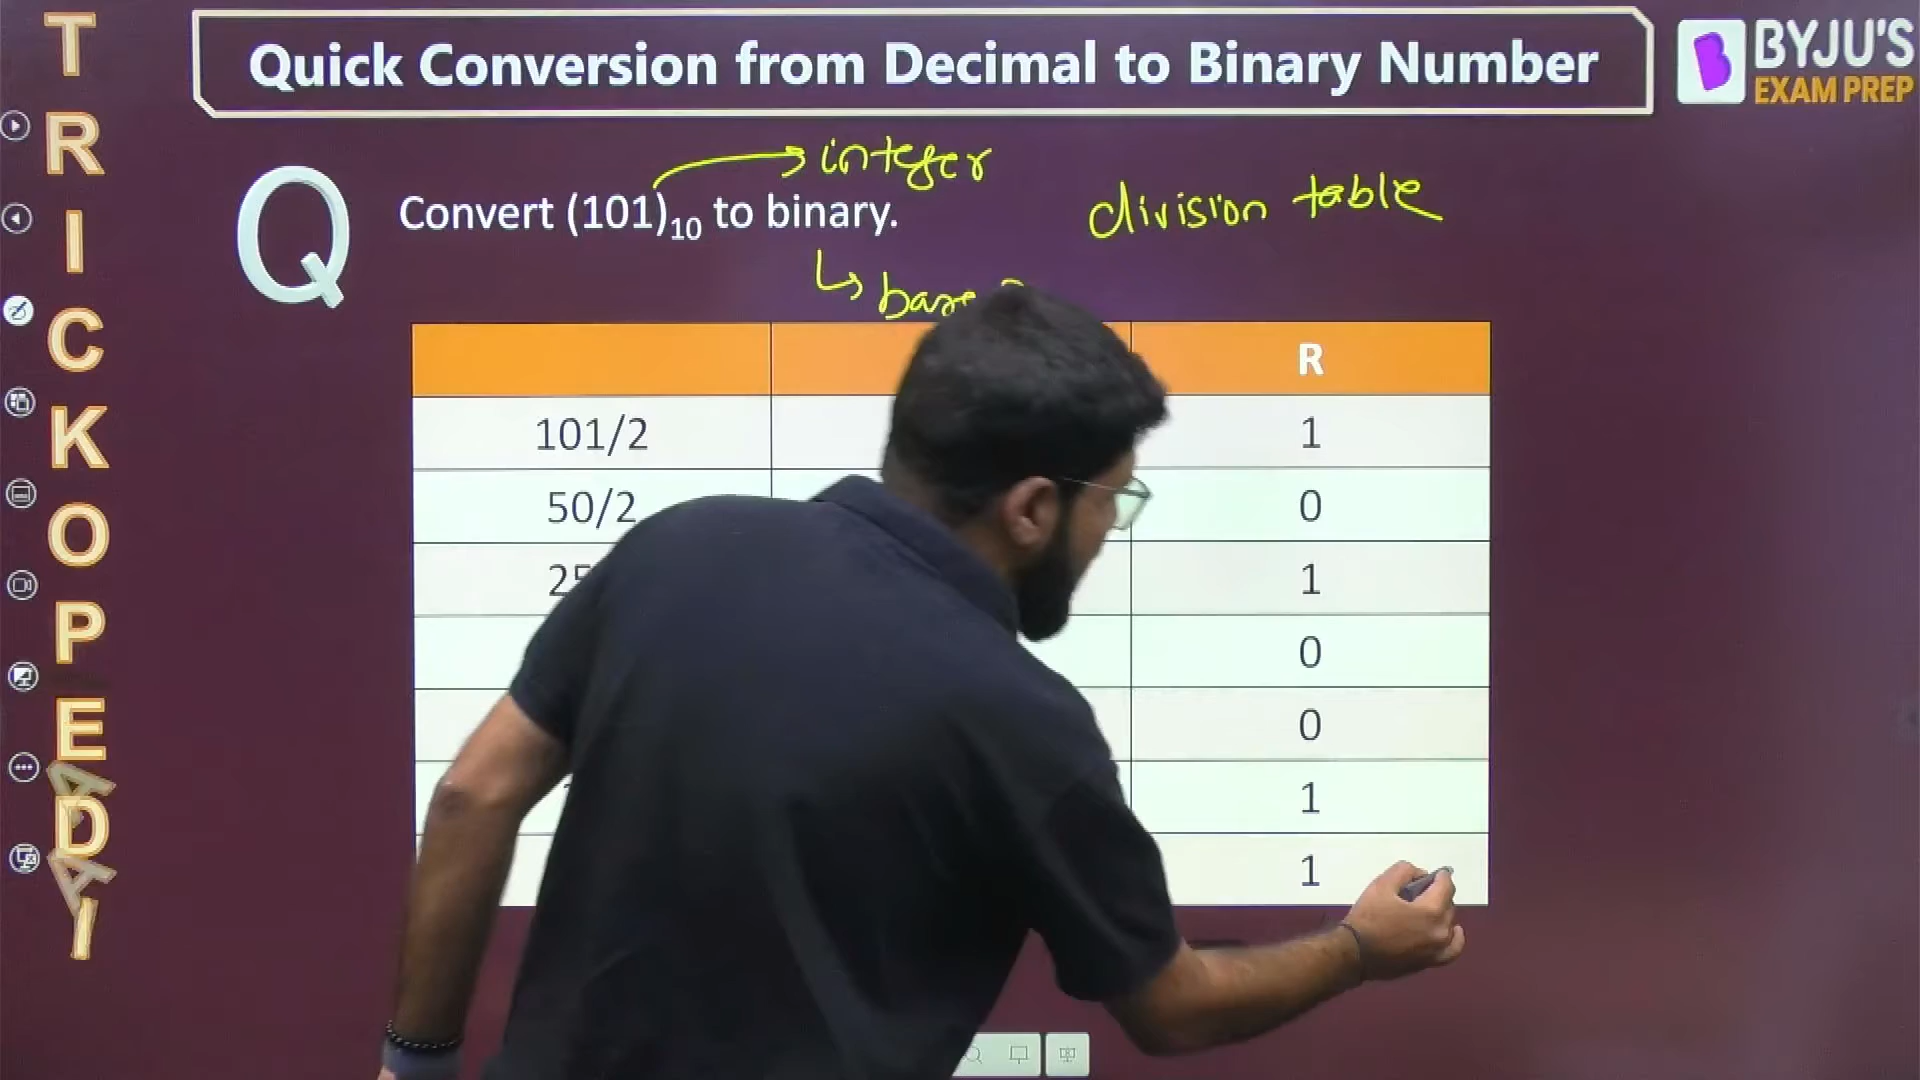 TRICKOPEDIA
Quick Conversion from Decimal to Binary Number
BYJU'S
EXAM PREP
integer
Q Convert (101)₁₀ to binary.
division table
↳ base
R
101/2 1
50/2 0
1
0
0
1
1